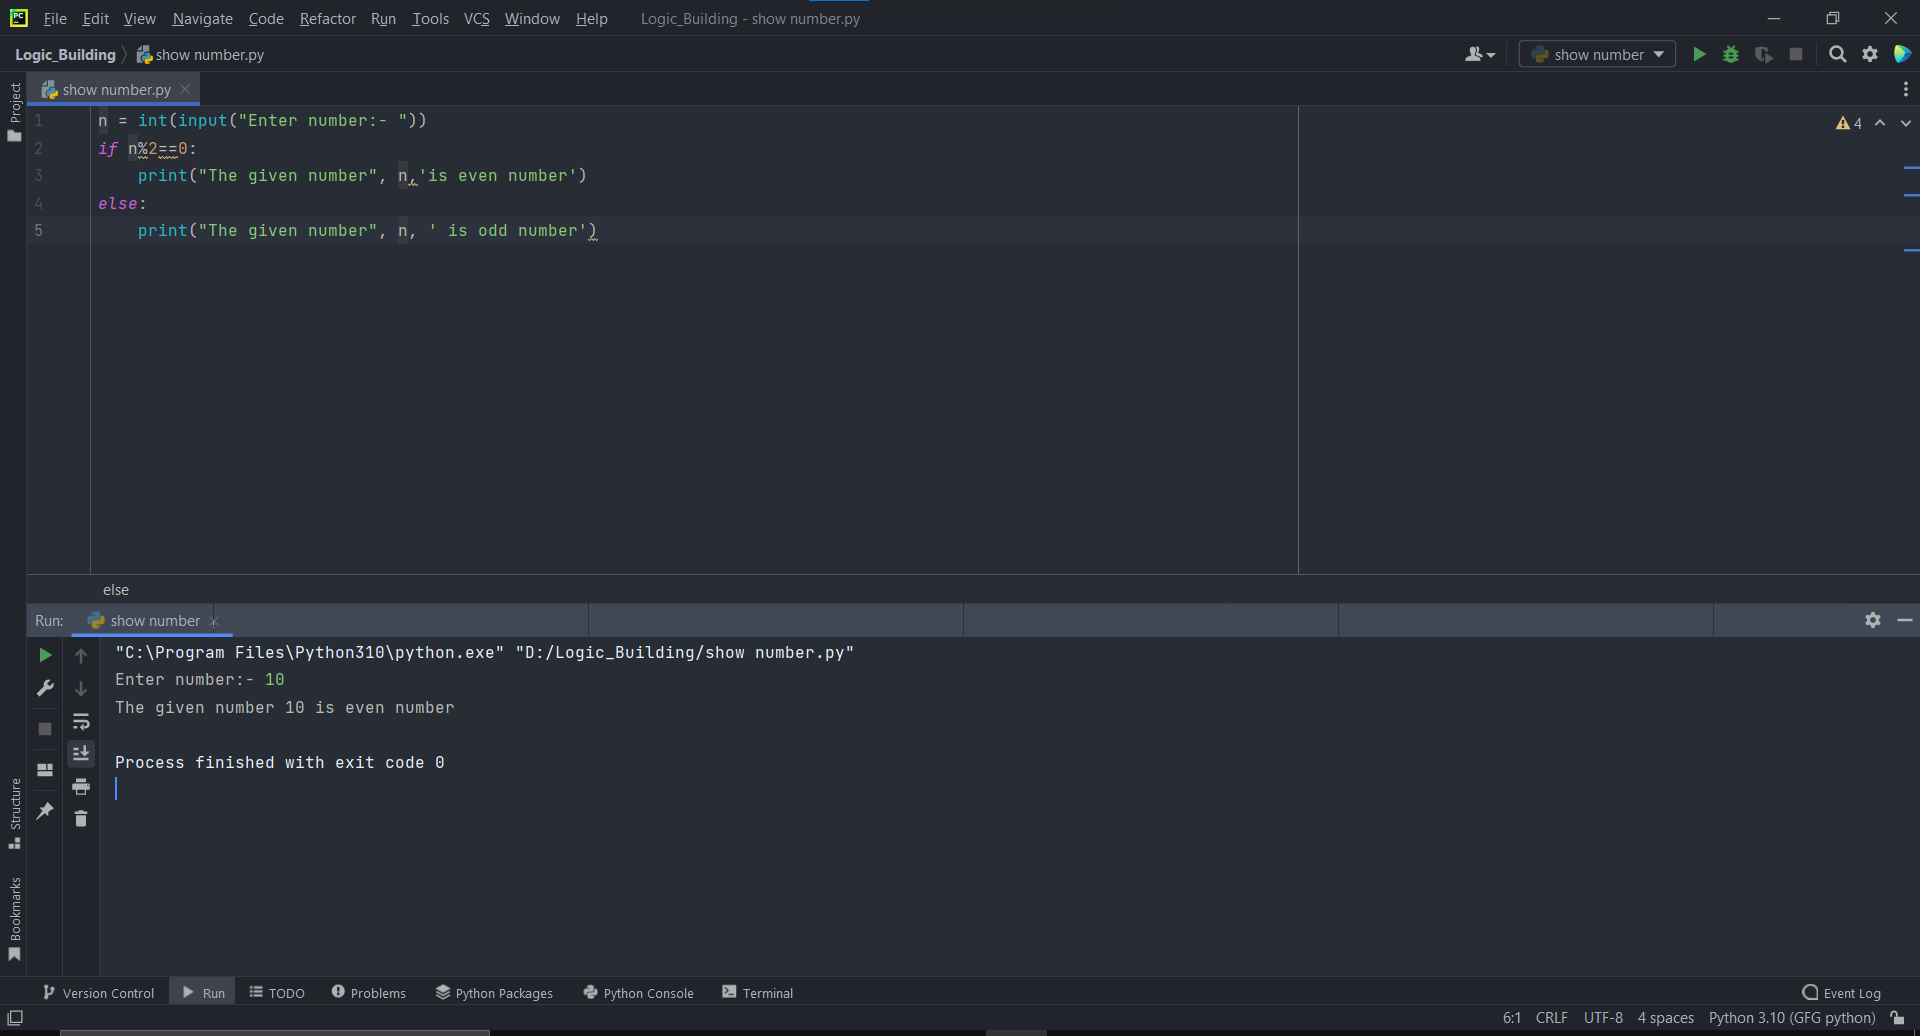 PC File Edit View Navigate Code Refactor Run Tools VCS Window Help Logic_Building - show number.py
Logic_Building show number.py show number
Project
show number.py
4
1 n = int(input("Enter number:- "))
2 if n%2==0:
3 print("The given number", n,'is even number')
4 else:
5 print("The given number", n, ' is odd number')
else
Run: show number
"C:\Program Files\Python310\python.exe" "D:/Logic_Building/show number.py"
Enter number:- 10
The given number 10 is even number
Process finished with exit code 0
Structure
Bookmarks
Version Control Run TODO Problems Python Packages Python Console Terminal Event Log
6:1 CRLF UTF-8 4 spaces Python 3.10 (GFG python)